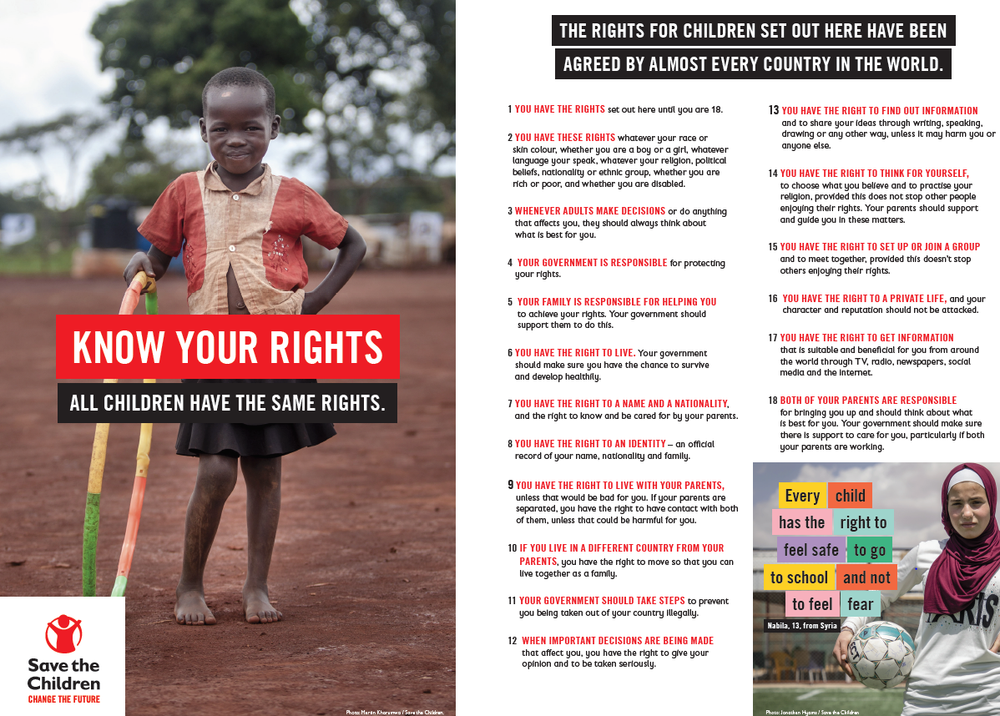 KNOW YOUR RIGHTS
ALL CHILDREN HAVE THE SAME RIGHTS.
Save the
Children
CHANGE THE FUTURE
Photo: Martin Kharumwa / Save the Children.
THE RIGHTS FOR CHILDREN SET OUT HERE HAVE BEEN
AGREED BY ALMOST EVERY COUNTRY IN THE WORLD.
1 YOU HAVE THE RIGHTS set out here until you are 18.
2 YOU HAVE THESE RIGHTS whatever your race or
skin colour, whether you are a boy or a girl, whatever
language your speak, whatever your religion, political
beliefs, nationality or ethnic group, whether you are
rich or poor, and whether you are disabled.
3 WHENEVER ADULTS MAKE DECISIONS or do anything
that affects you, they should always think about
what is best for you.
4 YOUR GOVERNMENT IS RESPONSIBLE for protecting
your rights.
5 YOUR FAMILY IS RESPONSIBLE FOR HELPING YOU
to achieve your rights. Your government should
support them to do this.
6 YOU HAVE THE RIGHT TO LIVE. Your government
should make sure you have the chance to survive
and develop healthily.
7 YOU HAVE THE RIGHT TO A NAME AND A NATIONALITY,
and the right to know and be cared for by your parents.
8 YOU HAVE THE RIGHT TO AN IDENTITY – an official
record of your name, nationality and family.
9 YOU HAVE THE RIGHT TO LIVE WITH YOUR PARENTS,
unless that would be bad for you. If your parents are
separated, you have the right to have contact with both
of them, unless that could be harmful for you.
10 IF YOU LIVE IN A DIFFERENT COUNTRY FROM YOUR
PARENTS, you have the right to move so that you can
live together as a family.
11 YOUR GOVERNMENT SHOULD TAKE STEPS to prevent
you being taken out of your country illegally.
12 WHEN IMPORTANT DECISIONS ARE BEING MADE
that affect you, you have the right to give your
opinion and to be taken seriously.
13 YOU HAVE THE RIGHT TO FIND OUT INFORMATION
and to share your ideas through writing, speaking,
drawing or any other way, unless it may harm you or
anyone else.
14 YOU HAVE THE RIGHT TO THINK FOR YOURSELF,
to choose what you believe and to practise your
religion, provided this does not stop other people
enjoying their rights. Your parents should support
and guide you in these matters.
15 YOU HAVE THE RIGHT TO SET UP OR JOIN A GROUP
and to meet together, provided this doesn't stop
others enjoying their rights.
16 YOU HAVE THE RIGHT TO A PRIVATE LIFE, and your
character and reputation should not be attacked.
17 YOU HAVE THE RIGHT TO GET INFORMATION
that is suitable and beneficial for you from around
the world through TV, radio, newspapers, social
media and the internet.
18 BOTH OF YOUR PARENTS ARE RESPONSIBLE
for bringing you up and should think about what
is best for you. Your government should make sure
there is support to care for you, particularly if both
your parents are working.
Every child
has the right to
feel safe to go
to school and not
to feel fear
Nabila, 13, from Syria
Photo: Jonathan Hyams / Save the Children